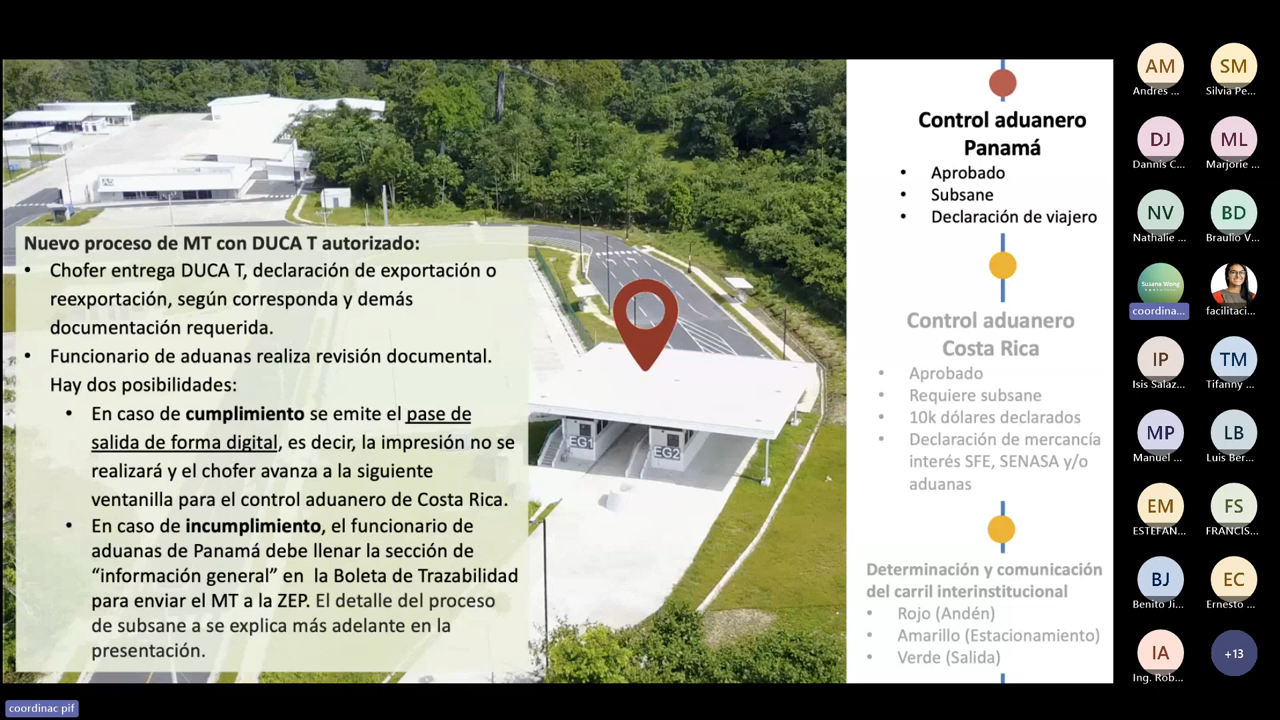 Nuevo proceso de MT con DUCA T autorizado:
• Chofer entrega DUCA T, declaración de exportación o
reexportación, según corresponda y demás
documentación requerida.
• Funcionario de aduanas realiza revisión documental.
Hay dos posibilidades:
• En caso de cumplimiento se emite el pase de
salida de forma digital, es decir, la impresión no se
realizará y el chofer avanza a la siguiente
ventanilla para el control aduanero de Costa Rica.
• En caso de incumplimiento, el funcionario de
aduanas de Panamá debe llenar la sección de
“información general” en la Boleta de Trazabilidad
para enviar el MT a la ZEP. El detalle del proceso
de subsane a se explica más adelante en la
presentación.
EG1
EG2
Control aduanero
Panamá
• Aprobado
• Subsane
• Declaración de viajero
Control aduanero
Costa Rica
• Aprobado
• Requiere subsane
• 10k dólares declarados
• Declaración de mercancía
interés SFE, SENASA y/o
aduanas
Determinación y comunicación
del carril interinstitucional
• Rojo (Andén)
• Amarillo (Estacionamiento)
• Verde (Salida)
AM
Andres ...
SM
Silvia Pe...
DJ
Dannis C...
ML
Marjorie ...
NV
Nathalie ...
BD
Braulio V...
Susana Wong
coordina...
facilitaci...
IP
Isis Salaz...
TM
Tifanny ...
MP
Manuel ...
LB
Luis Ber...
EM
ESTEFAN...
FS
FRANCIS...
BJ
Benito Ji...
EC
Ernesto ...
IA
Ing. Rob...
+13
coordinac pif